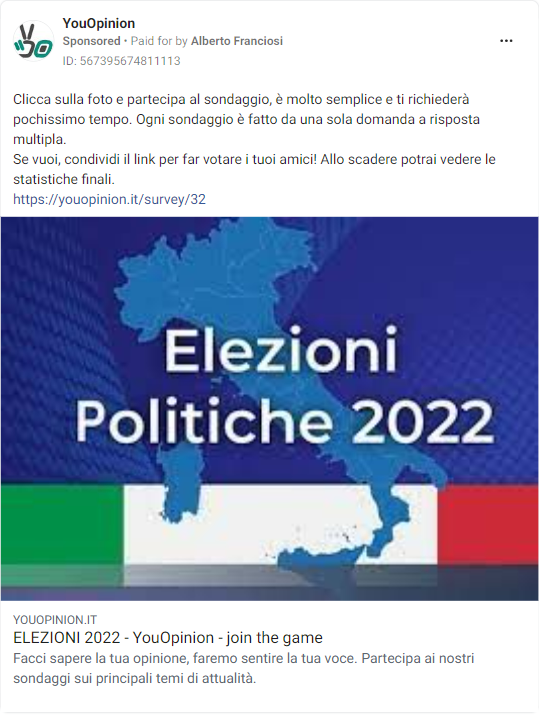 YouOpinion
Sponsored • Paid for by Alberto Franciosi
ID: 567395674811113
Clicca sulla foto e partecipa al sondaggio, è molto semplice e ti richiederà
pochissimo tempo. Ogni sondaggio è fatto da una sola domanda a risposta
multipla.
Se vuoi, condividi il link per far votare i tuoi amici! Allo scadere potrai vedere le
statistiche finali.
https://youopinion.it/survey/32
Elezioni
Politiche 2022
YOUOPINION.IT
ELEZIONI 2022 - YouOpinion - join the game
Facci sapere la tua opinione, faremo sentire la tua voce. Partecipa ai nostri
sondaggi sui principali temi di attualità.